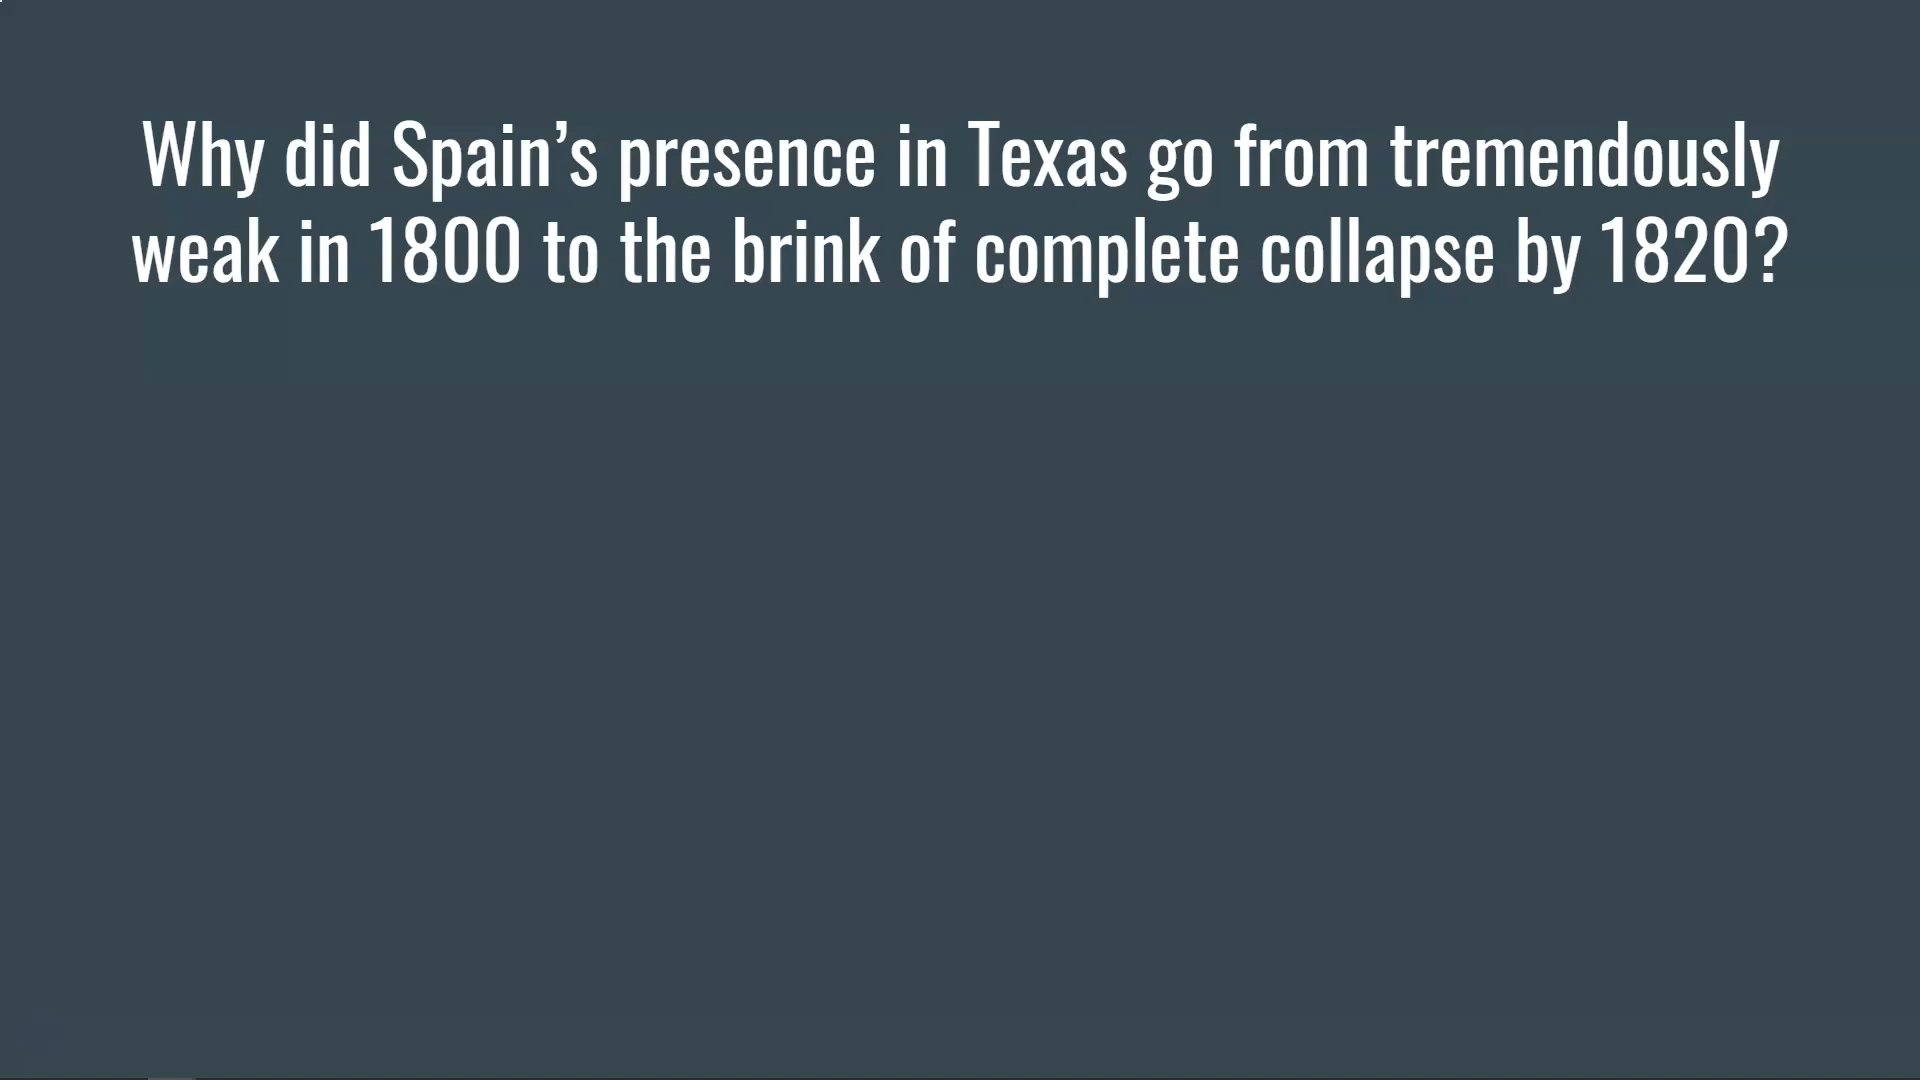 Why did Spain’s presence in Texas go from tremendously
weak in 1800 to the brink of complete collapse by 1820?